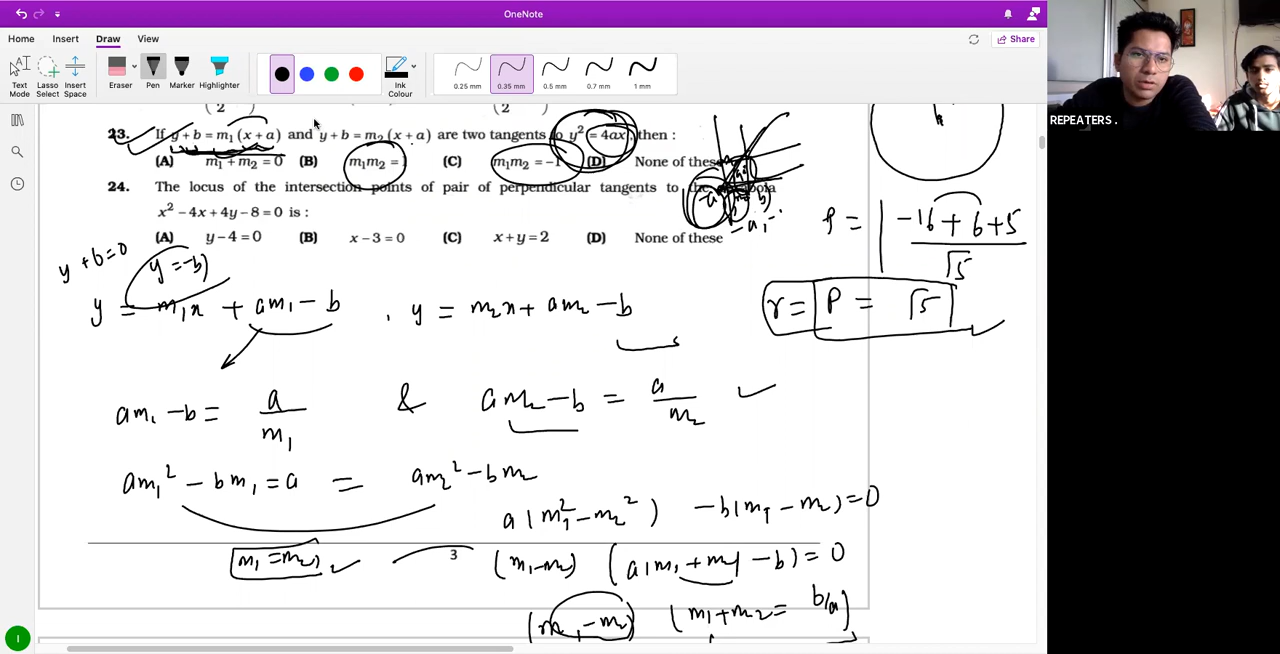 OneNote
Home Insert Draw View
Share
Text Mode
Lasso Select
Insert Space
Eraser
Pen
Marker
Highlighter
Ink Colour
0.25 mm
0.35 mm
0.5 mm
0.7 mm
1 mm
REPEATERS .
(2 ) (2 )
23. If y + b = m₁ (x + a) and y + b = m₂ (x + a) are two tangents to y² = 4ax, then :
(A) m₁ + m₂ = 0 (B) m₁m₂ = 1 (C) m₁m₂ = −1 (D) None of these
24. The locus of the intersection points of pair of perpendicular tangents to the parabola
x² − 4x + 4y − 8 = 0 is :
(A) y − 4 = 0 (B) x − 3 = 0 (C) x + y = 2 (D) None of these
y + b = 0
y = −b)
y = m₁x + am₁ − b , y = m₂x + am₂ − b
P = | −16 + 6 + 5 / √5
r = P = √5
am₁ − b = a / m₁ & am₂ − b = a / m₂
am₁² − bm₁ = a = am₂² − bm₂
a(m₁² − m₂²) − b(m₁ − m₂) = 0
m₁ = m₂
3
(m₁ − m₂) (a(m₁ + m₂) − b) = 0
(m₁ − m₂) (m₁ + m₂ = b/a)
I